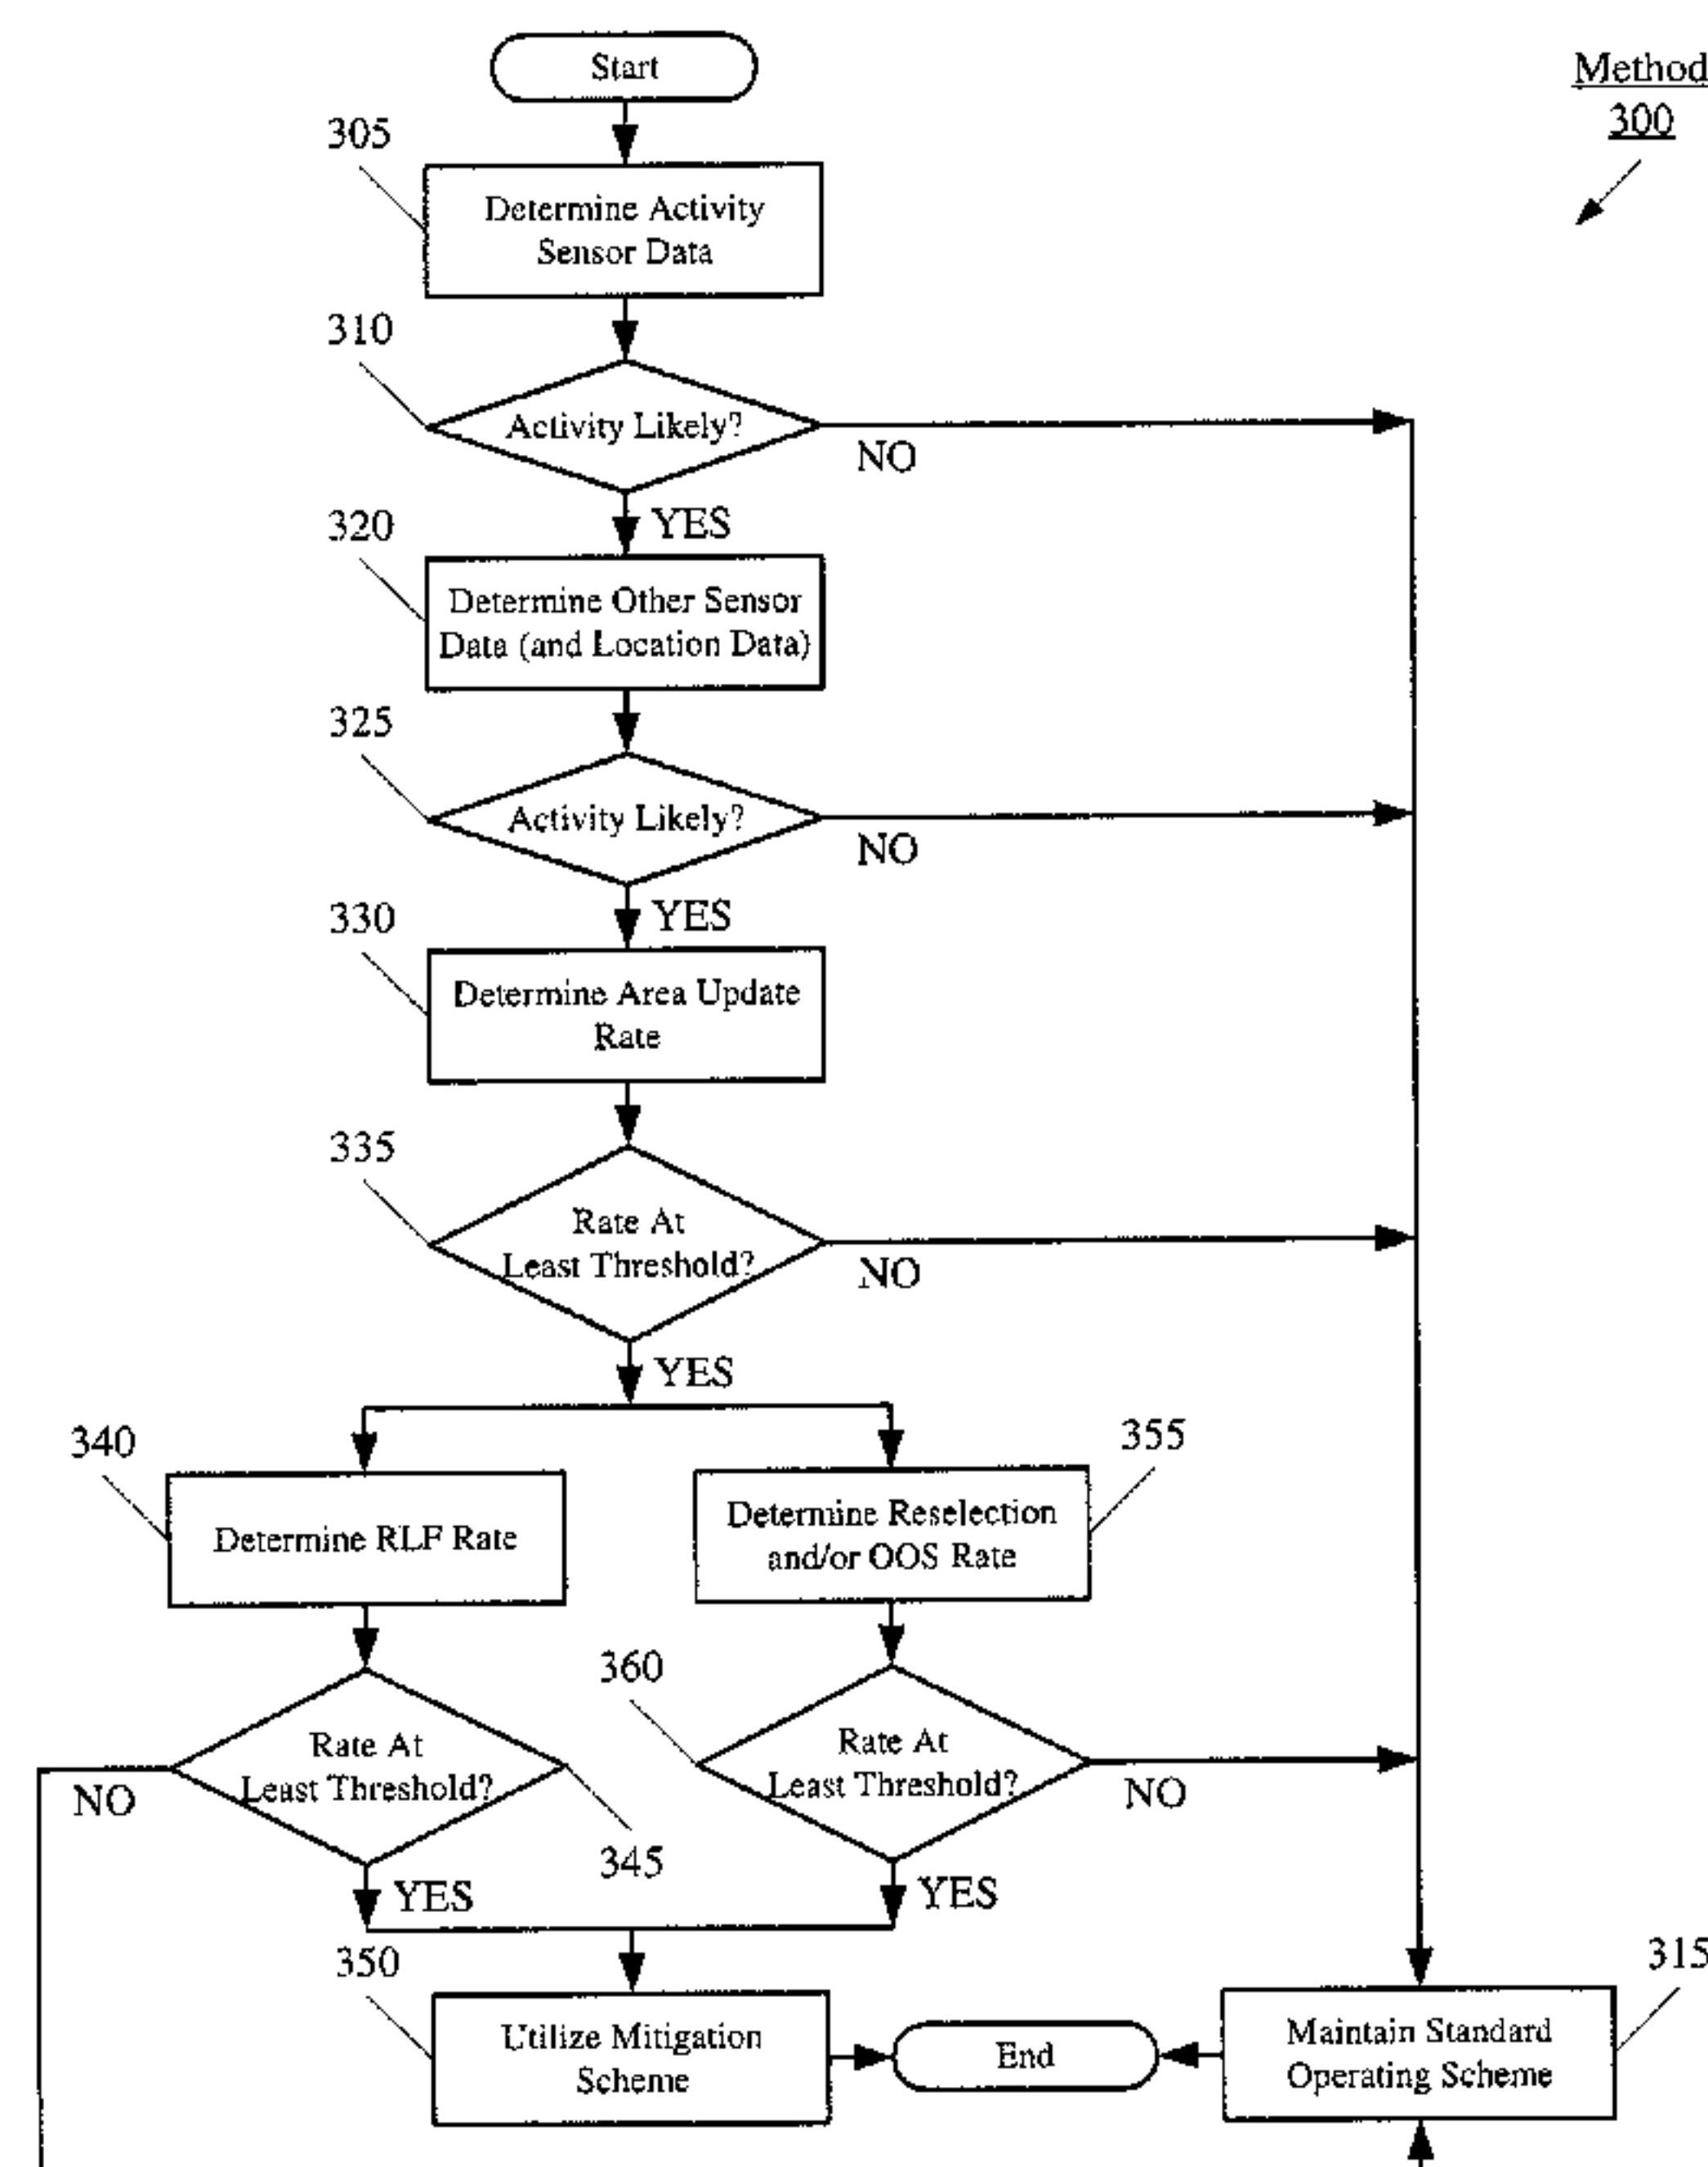 Start
Method
300
305
Determine Activity
Sensor Data
310
Activity Likely?
NO
YES
320
Determine Other Sensor
Data (and Location Data)
325
Activity Likely?
NO
YES
330
Determine Area Update
Rate
335
Rate At
Least Threshold?
NO
YES
340
Determine RLF Rate
355
Determine Reselection
and/or OOS Rate
345
Rate At
Least Threshold?
NO
YES
360
Rate At
Least Threshold?
NO
YES
350
Utilize Mitigation
Scheme
End
315
Maintain Standard
Operating Scheme